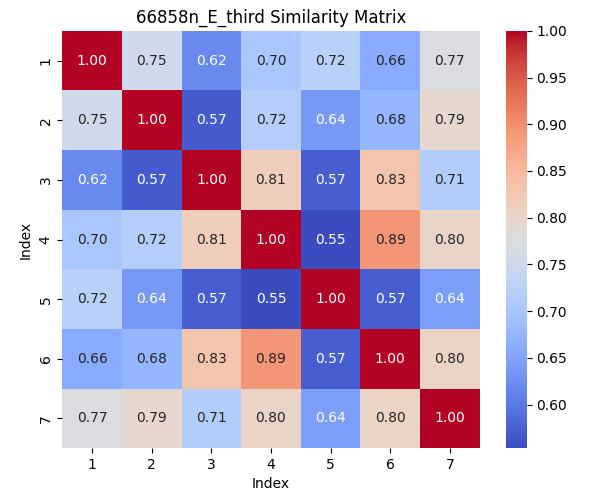 66858n_E_third Similarity Matrix
1 1.00 0.75 0.62 0.70 0.72 0.66 0.77
2 0.75 1.00 0.57 0.72 0.64 0.68 0.79
3 0.62 0.57 1.00 0.81 0.57 0.83 0.71
4 0.70 0.72 0.81 1.00 0.55 0.89 0.80
5 0.72 0.64 0.57 0.55 1.00 0.57 0.64
6 0.66 0.68 0.83 0.89 0.57 1.00 0.80
7 0.77 0.79 0.71 0.80 0.64 0.80 1.00
1 2 3 4 5 6 7
Index
Index
1.00
0.95
0.90
0.85
0.80
0.75
0.70
0.65
0.60